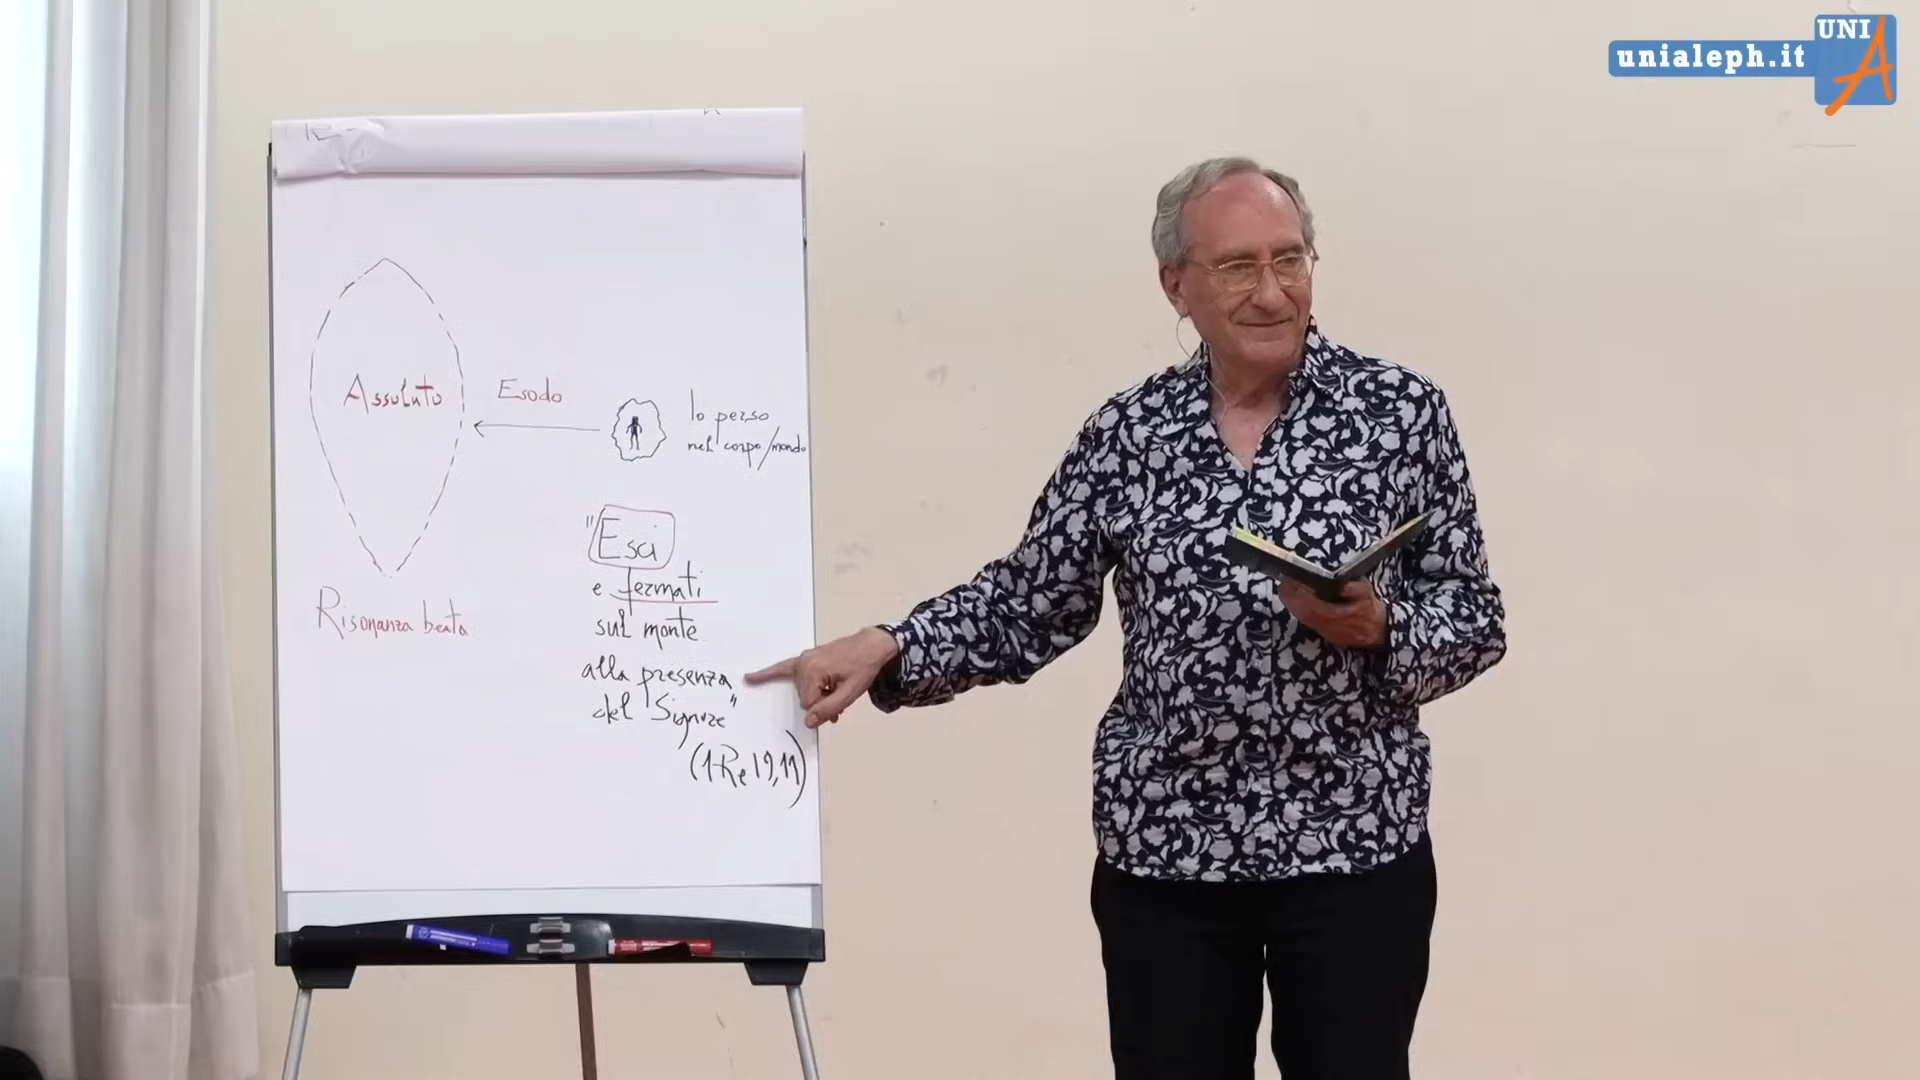 UNI
unialeph.it
A
Assoluto
Esodo
Io perso
nel corpo/mondo
"Esci
e fermati
sul monte
alla presenza
del Signore"
(1Re 19,11)
Risonanza beata